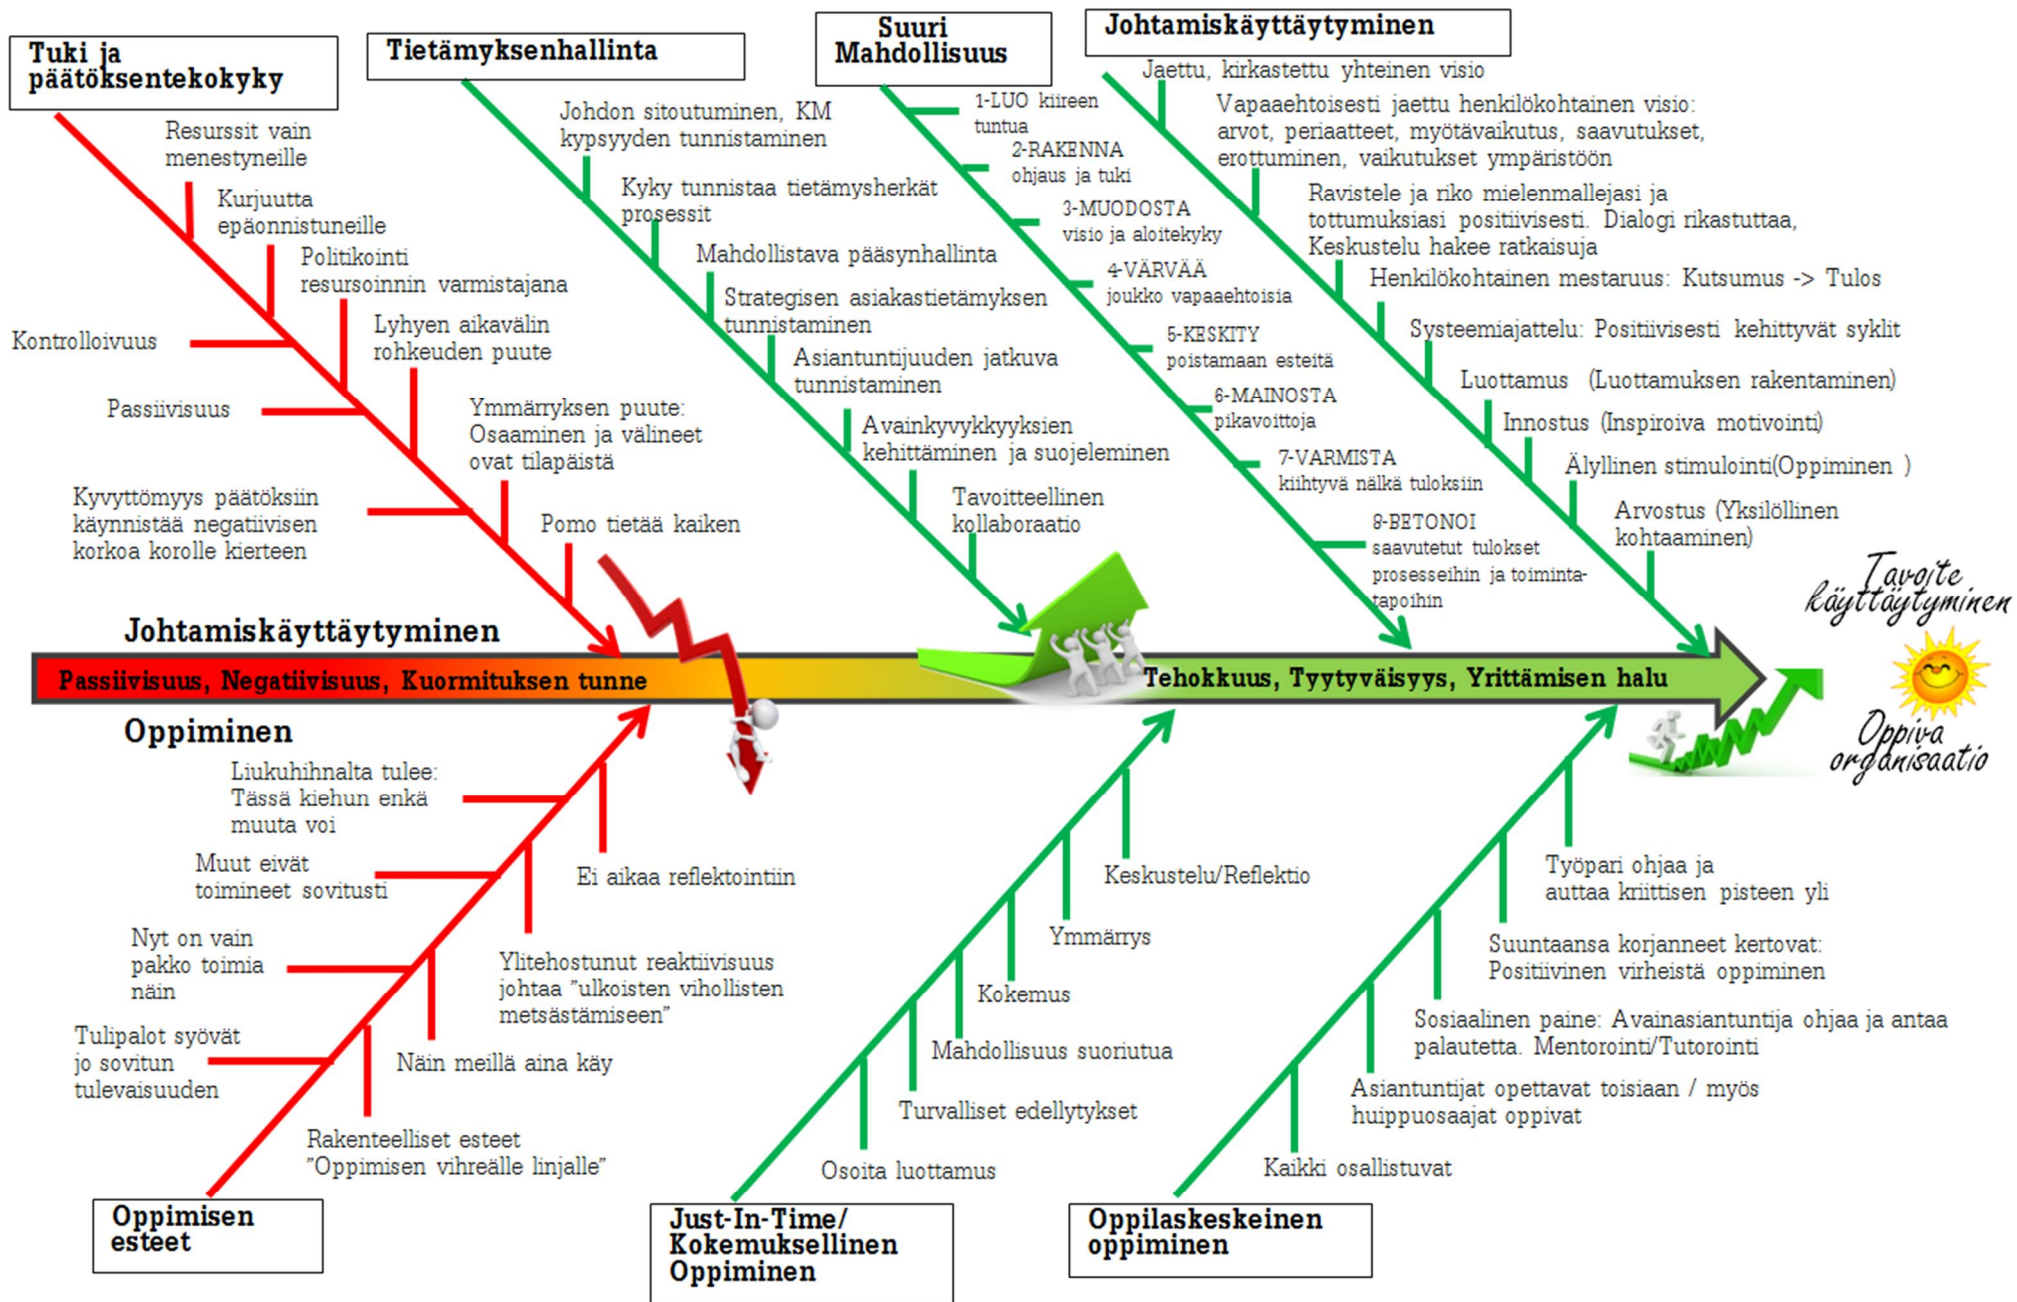 Tuki ja
päätöksentekokyky
Resurssit vain
menestyneille
Kurjuutta
epäonnistuneille
Politikointi
resursoinnin varmistajana
Lyhyen aikavälin
rohkeuden puute
Ymmärryksen puute:
Osaaminen ja välineet
ovat tilapäistä
Pomo tietää kaiken
Kontrolloivuus
Passiivisuus
Kyvyttömyys päätöksiin
käynnistää negatiivisen
korkoa korolle kierteen
Tietämyksenhallinta
Johdon sitoutuminen, KM
kypsyyden tunnistaminen
Kyky tunnistaa tietämysherkät
prosessit
Mahdollistava pääsynhallinta
Strategisen asiakastietämyksen
tunnistaminen
Asiantuntijuuden jatkuva
tunnistaminen
Avainkyvykkyyksien
kehittäminen ja suojeleminen
Tavoitteellinen
kollaboraatio
Suuri
Mahdollisuus
1-LUO kiireen
tuntua
2-RAKENNA
ohjaus ja tuki
3-MUODOSTA
visio ja aloitekyky
4-VÄRVÄÄ
joukko vapaaehtoisia
5-KESKITY
poistamaan esteitä
6-MAINOSTA
pikavoittoja
7-VARMISTA
kiihtyvä nälkä tuloksiin
8-BETONOI
saavutetut tulokset
prosesseihin ja toiminta-
tapoihin
Johtamiskäyttäytyminen
Jaettu, kirkastettu yhteinen visio
Vapaaehtoisesti jaettu henkilökohtainen visio:
arvot, periaatteet, myötävaikutus, saavutukset,
erottuminen, vaikutukset ympäristöön
Ravistele ja riko mielenmallejasi ja
tottumuksiasi positiivisesti. Dialogi rikastuttaa,
Keskustelu hakee ratkaisuja
Henkilökohtainen mestaruus: Kutsumus -> Tulos
Systeemiajattelu: Positiivisesti kehittyvät syklit
Luottamus (Luottamuksen rakentaminen)
Innostus (Inspiroiva motivointi)
Älyllinen stimulointi(Oppiminen )
Arvostus (Yksilöllinen
kohtaaminen)
Tavoite
käyttäytyminen
Johtamiskäyttäytyminen
Passiivisuus, Negatiivisuus, Kuormituksen tunne
Tehokkuus, Tyytyväisyys, Yrittämisen halu
Oppiva
organisaatio
Oppiminen
Liukuhihnalta tulee:
Tässä kiehun enkä
muuta voi
Muut eivät
toimineet sovitusti
Nyt on vain
pakko toimia
näin
Tulipalot syövät
jo sovitun
tulevaisuuden
Ei aikaa reflektointiin
Ylitehostunut reaktiivisuus
johtaa ”ulkoisten vihollisten
metsästämiseen”
Näin meillä aina käy
Rakenteelliset esteet
”Oppimisen vihreälle linjalle”
Oppimisen
esteet
Keskustelu/Reflektio
Ymmärrys
Kokemus
Mahdollisuus suoriutua
Turvalliset edellytykset
Osoita luottamus
Just-In-Time/
Kokemuksellinen
Oppiminen
Työpari ohjaa ja
auttaa kriittisen pisteen yli
Suuntaansa korjanneet kertovat:
Positiivinen virheistä oppiminen
Sosiaalinen paine: Avainasiantuntija ohjaa ja antaa
palautetta. Mentorointi/Tutorointi
Asiantuntijat opettavat toisiaan / myös
huippuosaajat oppivat
Kaikki osallistuvat
Oppilaskeskeinen
oppiminen